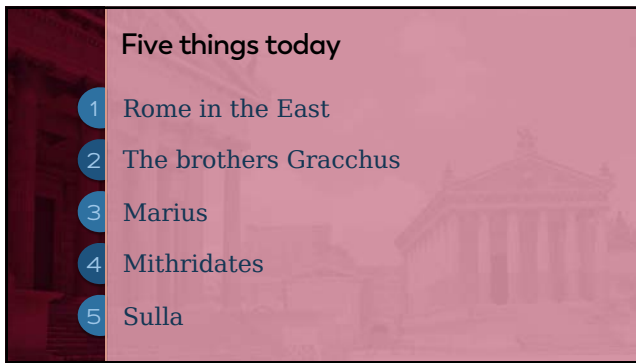 Five things today
1 Rome in the East
2 The brothers Gracchus
3 Marius
4 Mithridates
5 Sulla